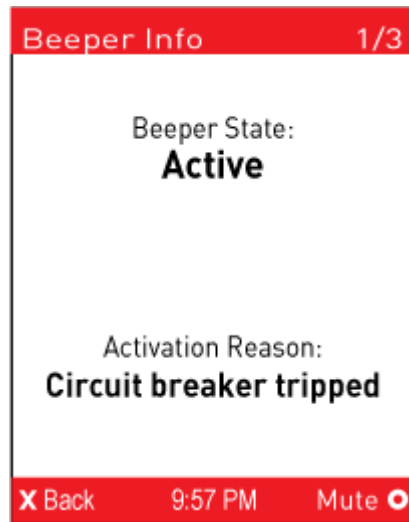 Beeper Info 1/3
Beeper State:
Active
Activation Reason:
Circuit breaker tripped
X Back 9:57 PM Mute O